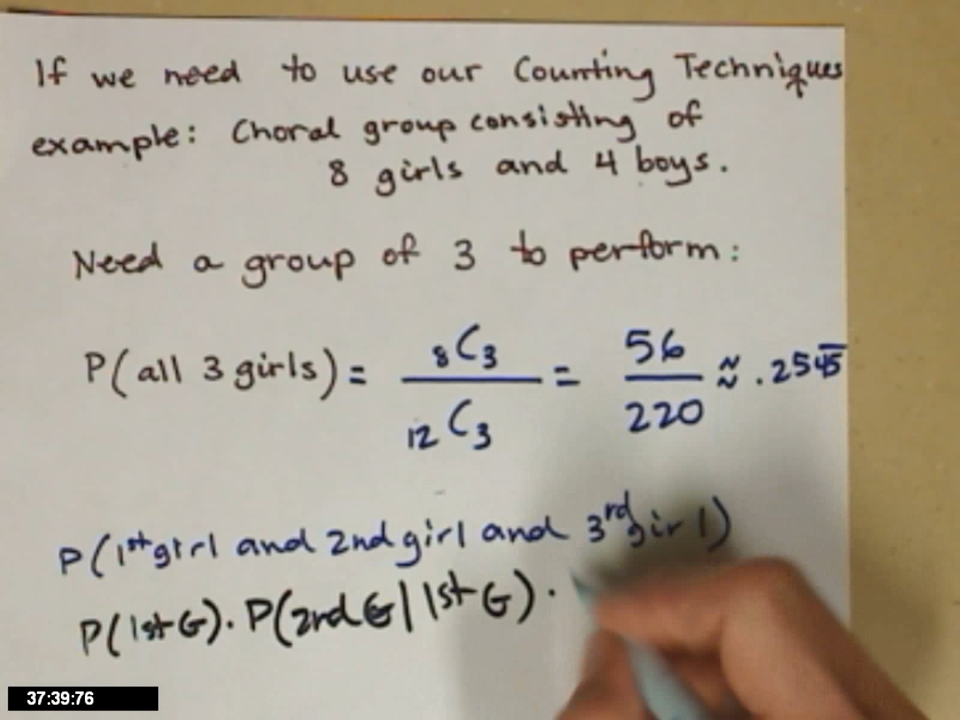 If we need to use our Counting Techniques
example: Choral group consisting of
8 girls and 4 boys.
Need a group of 3 to perform:
P(all 3 girls) = ₈C₃ / ₁₂C₃ = 56 / 220 ≈ .2545
P(1st girl and 2nd girl and 3rd girl)
P(1st G) · P(2nd G | 1st G) ·
37:39:76